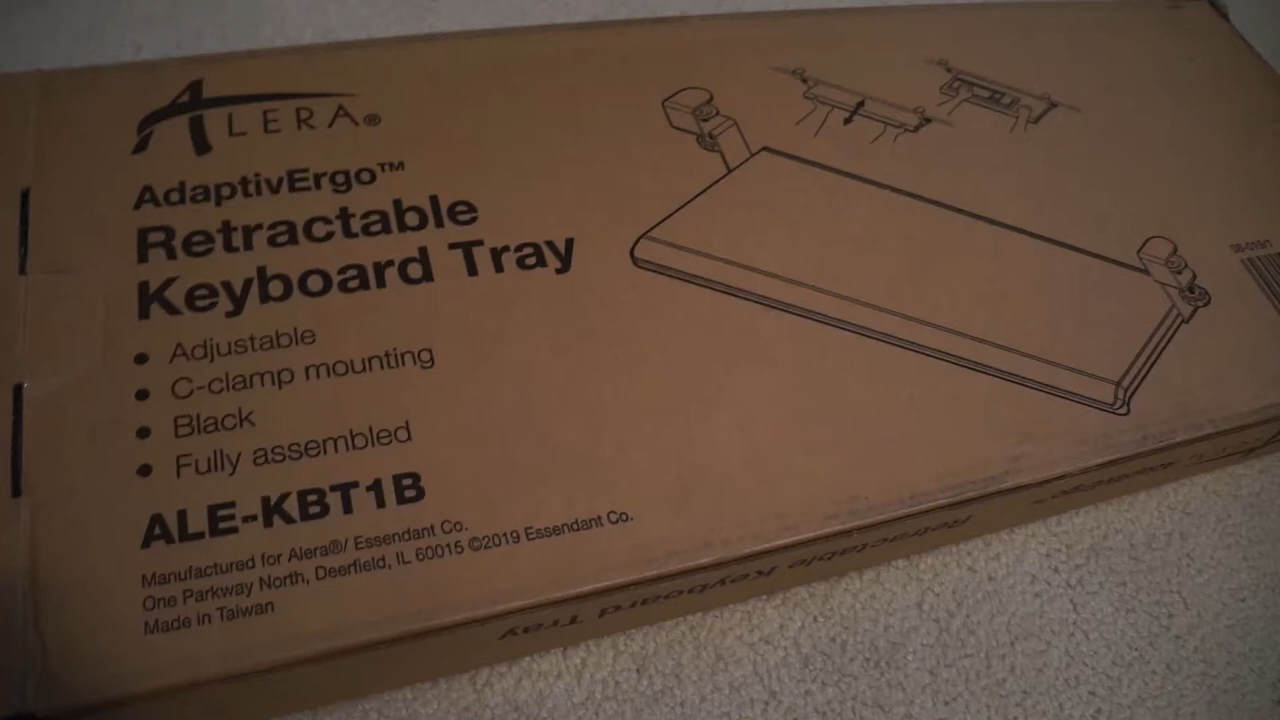 ALERA®
AdaptivErgo™
Retractable
Keyboard Tray
• Adjustable
• C-clamp mounting
• Black
• Fully assembled
ALE-KBT1B
Manufactured for Alera®/ Essendant Co.
One Parkway North, Deerfield, IL 60015 ©2019 Essendant Co.
Made in Taiwan
Retractable Keyboard Tray